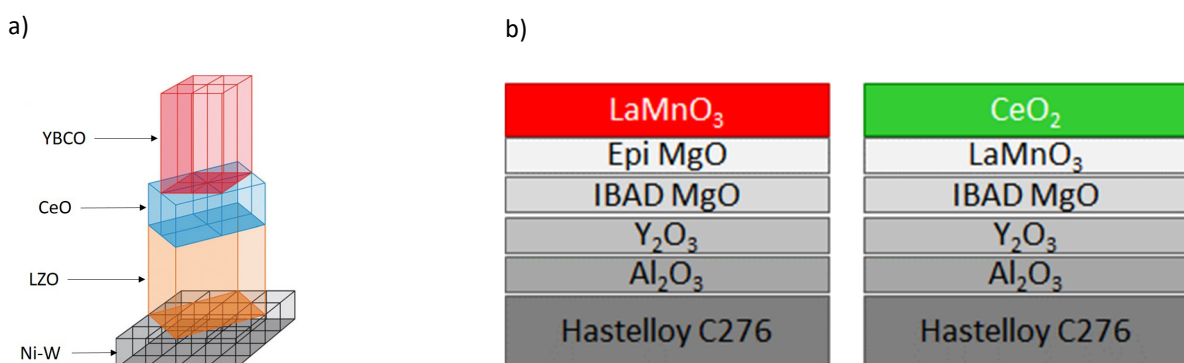 a)
YBCO
CeO
LZO
Ni-W
b)
LaMnO₃
Epi MgO
IBAD MgO
Y₂O₃
Al₂O₃
Hastelloy C276
CeO₂
LaMnO₃
IBAD MgO
Y₂O₃
Al₂O₃
Hastelloy C276